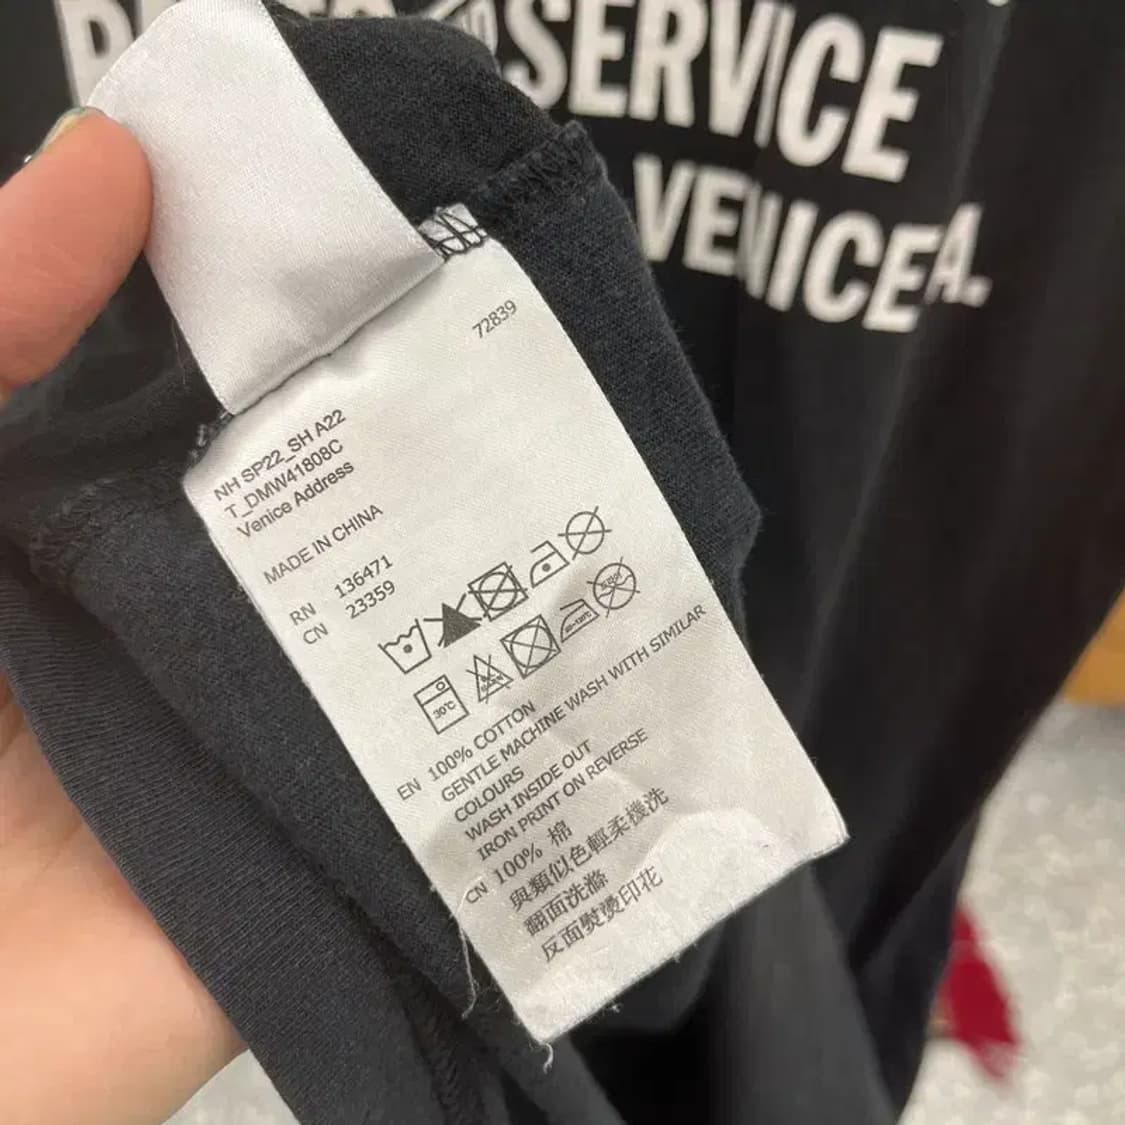 SERVICE
VENICE
A.
72839
NH SP22_SH A22
T_DMW41808C
Venice Address
MADE IN CHINA
RN 136471
CN 23359
30°C
EN 100% COTTON
GENTLE MACHINE WASH WITH SIMILAR
COLOURS
WASH INSIDE OUT
IRON PRINT ON REVERSE
CN 100% 棉
與類似色輕柔機洗
翻面洗滌
反面熨燙印花